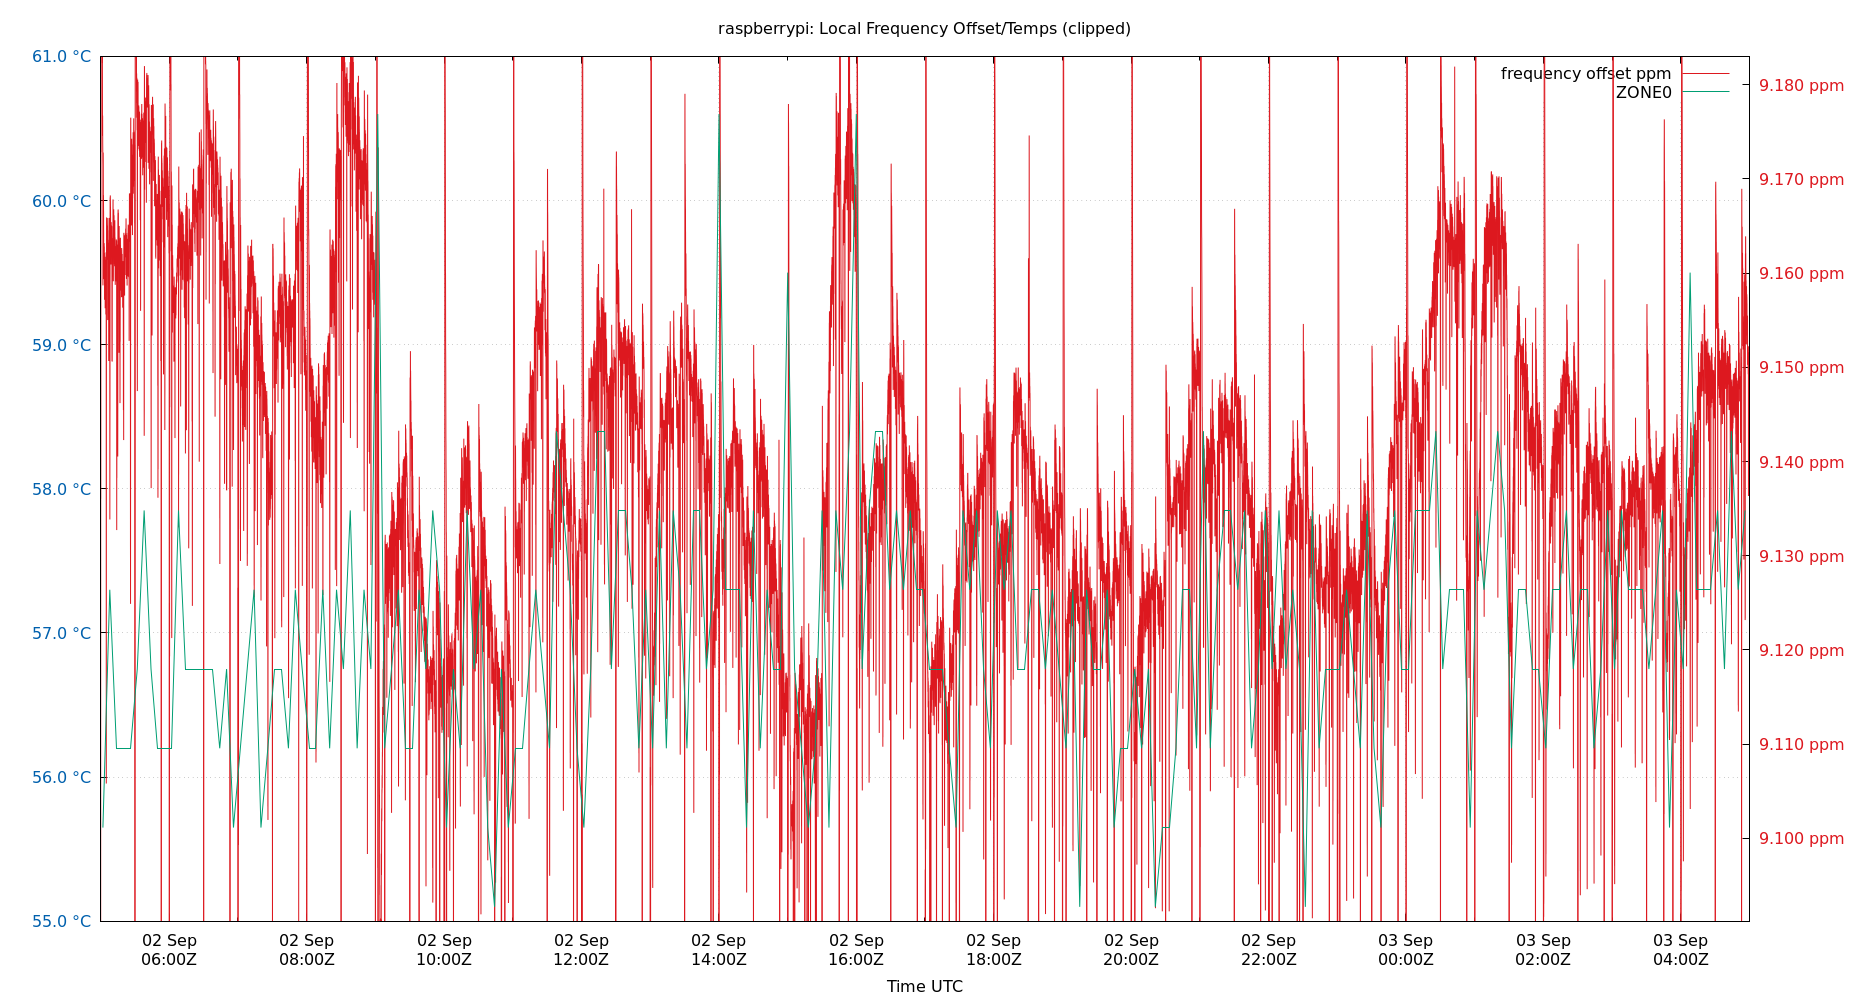 raspberrypi: Local Frequency Offset/Temps (clipped)
61.0 °C
60.0 °C
59.0 °C
58.0 °C
57.0 °C
56.0 °C
55.0 °C
frequency offset ppm
ZONE0
9.180 ppm
9.170 ppm
9.160 ppm
9.150 ppm
9.140 ppm
9.130 ppm
9.120 ppm
9.110 ppm
9.100 ppm
02 Sep
06:00Z
02 Sep
08:00Z
02 Sep
10:00Z
02 Sep
12:00Z
02 Sep
14:00Z
02 Sep
16:00Z
02 Sep
18:00Z
02 Sep
20:00Z
02 Sep
22:00Z
03 Sep
00:00Z
03 Sep
02:00Z
03 Sep
04:00Z
Time UTC